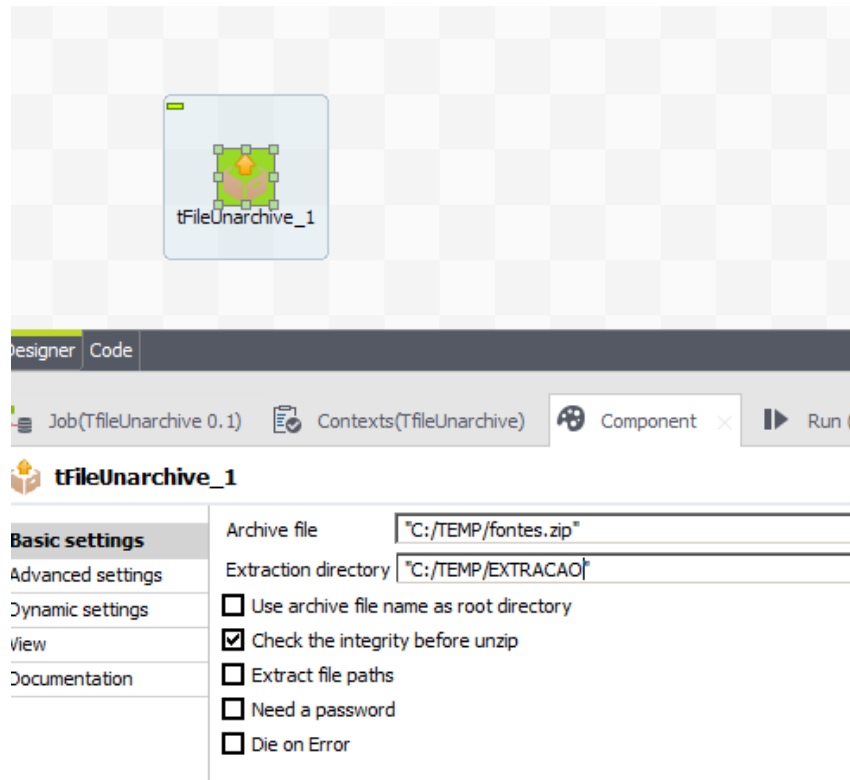 tFileUnarchive_1
Designer Code
Job(TfileUnarchive 0.1) Contexts(TfileUnarchive) Component Run (
tFileUnarchive_1
Basic settings
Advanced settings
Dynamic settings
View
Documentation
Archive file "C:/TEMP/fontes.zip"
Extraction directory "C:/TEMP/EXTRACAO"
Use archive file name as root directory
Check the integrity before unzip
Extract file paths
Need a password
Die on Error